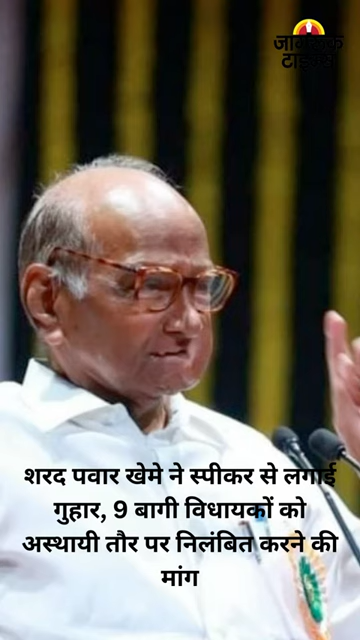 जागरूक
टाइम्स
शरद पवार खेमे ने स्पीकर से लगाई
गुहार, 9 बागी विधायकों को
अस्थायी तौर पर निलंबित करने की
मांग